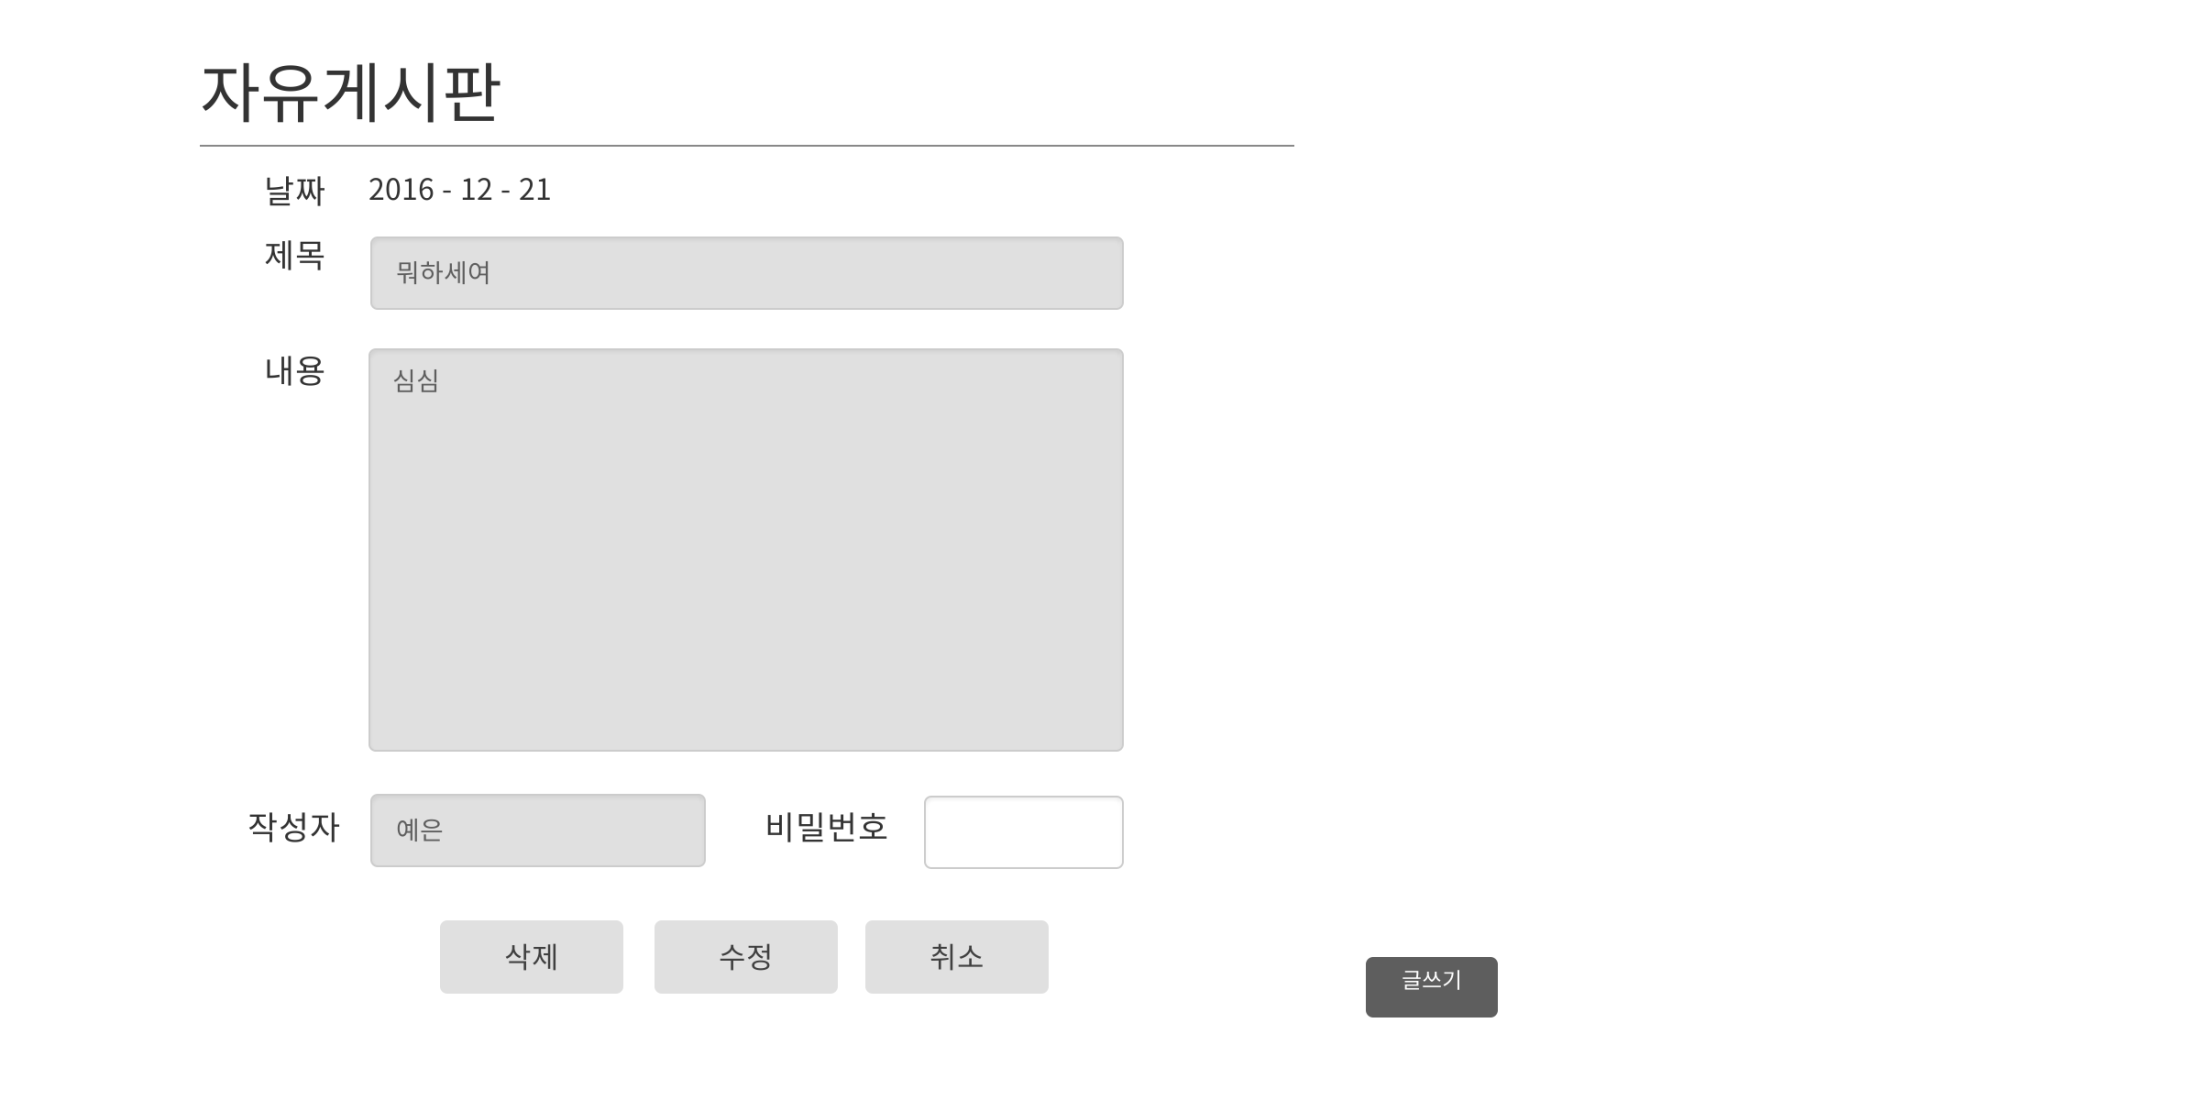 자유게시판
날짜 2016 - 12 - 21
제목 뭐하세여
내용 심심
작성자 예은 비밀번호
삭제 수정 취소
글쓰기